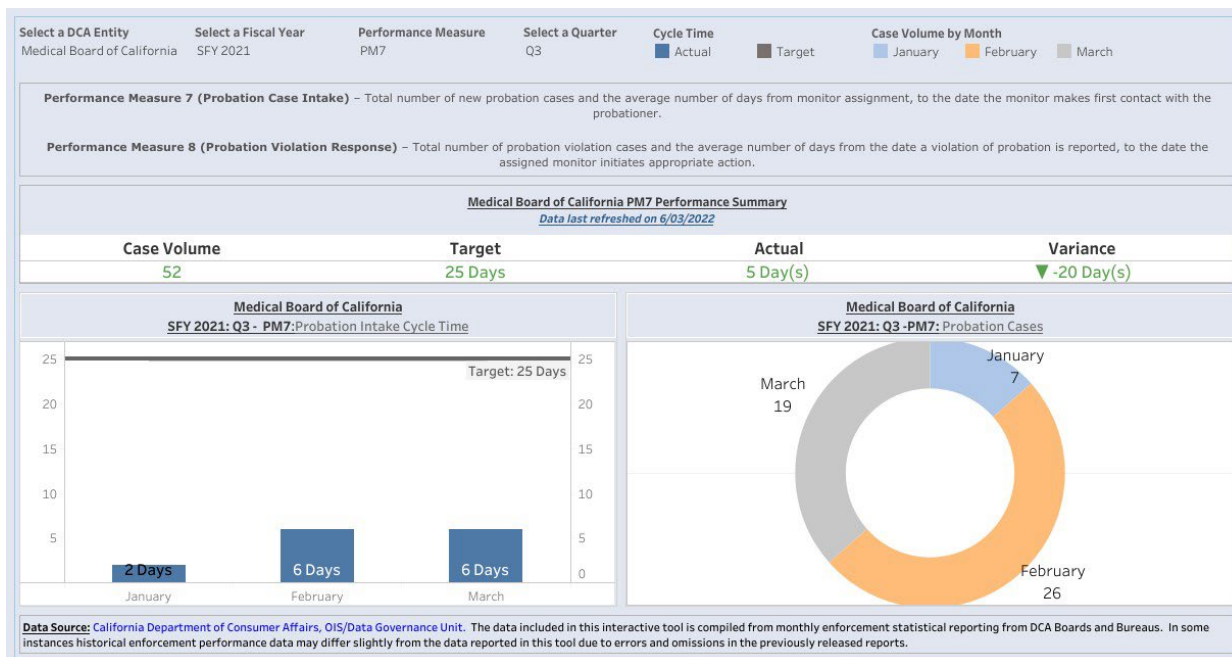 Select a DCA Entity
Medical Board of California
Select a Fiscal Year
SFY 2021
Performance Measure
PM7
Select a Quarter
Q3
Cycle Time
Actual
Target
Case Volume by Month
January
February
March
Performance Measure 7 (Probation Case Intake) – Total number of new probation cases and the average number of days from monitor assignment, to the date the monitor makes first contact with the
probationer.
Performance Measure 8 (Probation Violation Response) – Total number of probation violation cases and the average number of days from the date a violation of probation is reported, to the date the
assigned monitor initiates appropriate action.
Medical Board of California PM7 Performance Summary
Data last refreshed on 6/03/2022
Case Volume Target Actual Variance
52 25 Days 5 Day(s) ▼ -20 Day(s)
Medical Board of California
SFY 2021: Q3 - PM7:Probation Intake Cycle Time
25 25
Target: 25 Days
20 20
15 15
10 10
5 5
0
2 Days 6 Days 6 Days
January February March
Medical Board of California
SFY 2021: Q3 -PM7: Probation Cases
January
7
March
19
February
26
Data Source: California Department of Consumer Affairs, OIS/Data Governance Unit. The data included in this interactive tool is compiled from monthly enforcement statistical reporting from DCA Boards and Bureaus. In some
instances historical enforcement performance data may differ slightly from the data reported in this tool due to errors and omissions in the previously released reports.